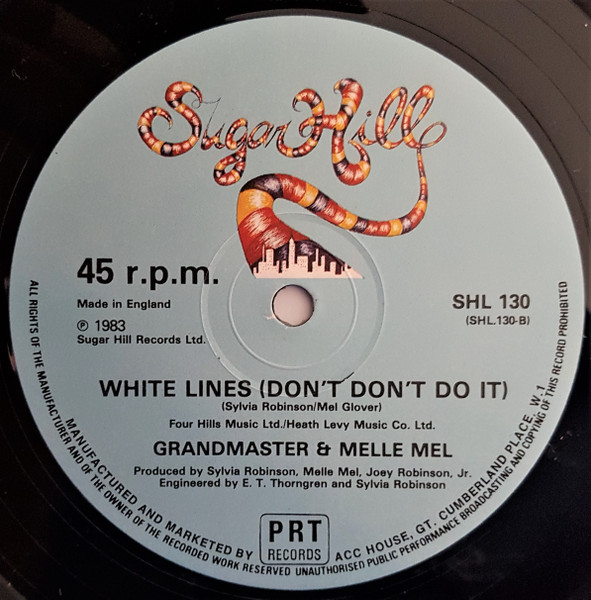 Sugar Hill
45 r.p.m.
Made in England
℗ 1983
Sugar Hill Records Ltd.
SHL 130
(SHL.130-B)
WHITE LINES (DON'T DON'T DO IT)
(Sylvia Robinson/Mel Glover)
Four Hills Music Ltd./Heath Levy Music Co. Ltd.
GRANDMASTER & MELLE MEL
Produced by Sylvia Robinson, Melle Mel, Joey Robinson, Jr.
Engineered by E. T. Thorngren and Sylvia Robinson
MANUFACTURED AND MARKETED BY PRT RECORDS ACC HOUSE, GT. CUMBERLAND PLACE, W.1
ALL RIGHTS OF THE MANUFACTURER AND OF THE OWNER OF THE RECORDED WORK RESERVED UNAUTHORISED PUBLIC PERFORMANCE BROADCASTING AND COPYING OF THIS RECORD PROHIBITED